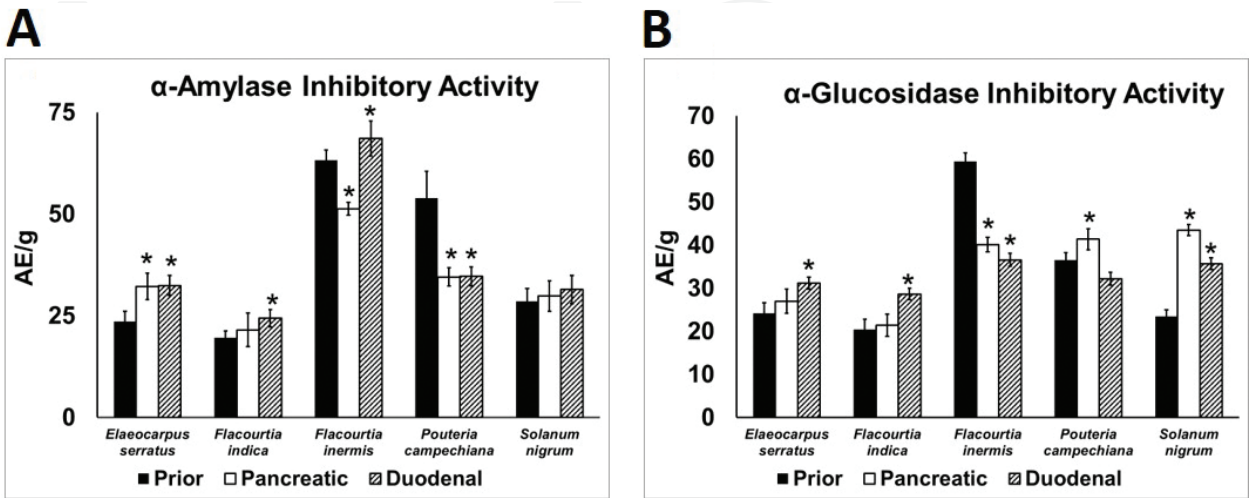 A
α-Amylase Inhibitory Activity
AE/g
75
50
25
0
*
*
*
*
*
*
*
Elaeocarpus serratus
Flacourtia indica
Flacourtia inermis
Pouteria campechiana
Solanum nigrum
Prior Pancreatic Duodenal
B
α-Glucosidase Inhibitory Activity
AE/g
70
60
50
40
30
20
10
0
*
*
*
*
*
*
*
Elaeocarpus serratus
Flacourtia indica
Flacourtia inermis
Pouteria campechiana
Solanum nigrum
Prior Pancreatic Duodenal